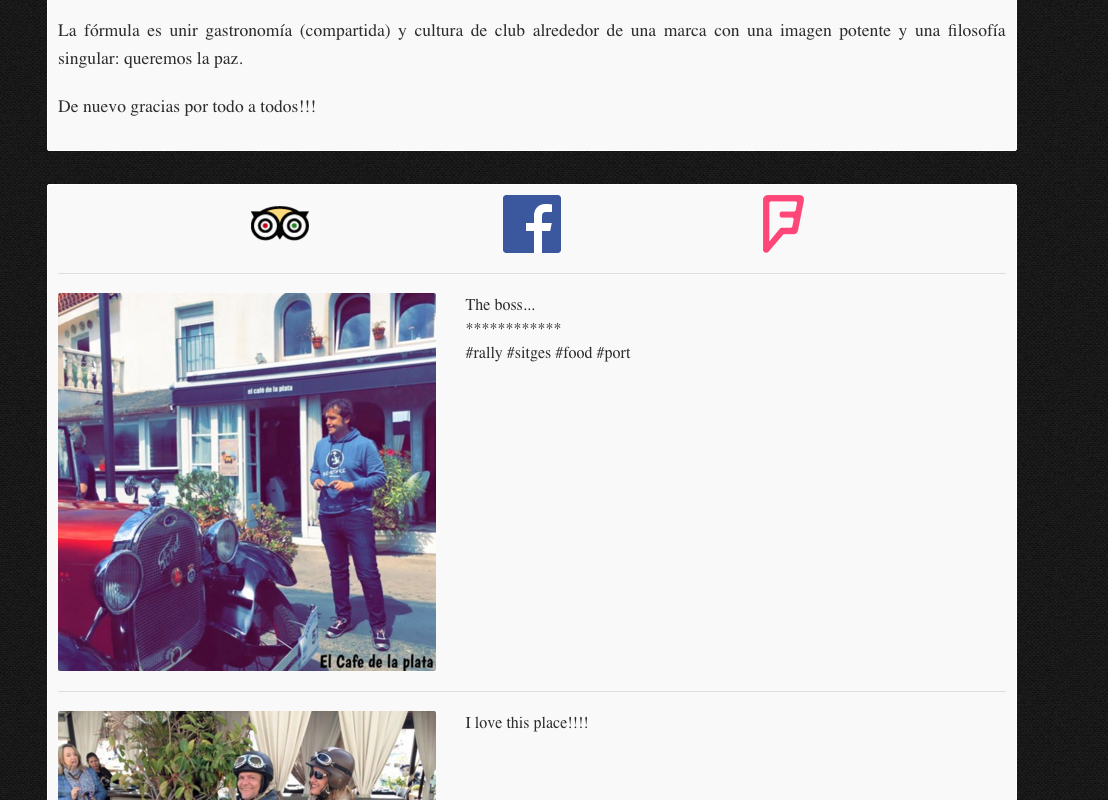 La fórmula es unir gastronomía (compartida) y cultura de club alrededor de una marca con una imagen potente y una filosofía
singular: queremos la paz.
De nuevo gracias por todo a todos!!!
The boss...
************
#rally #sitges #food #port
el café de la plata
Ford
El Cafe de la plata
I love this place!!!!